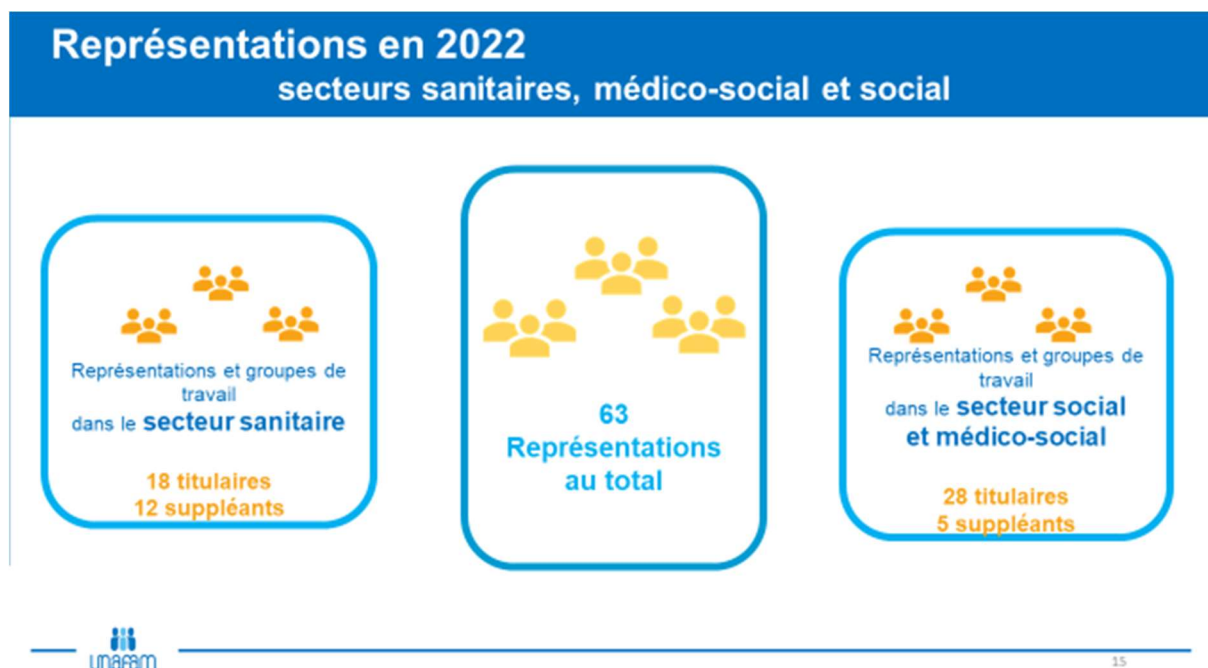 Représentations en 2022
secteurs sanitaires, médico-social et social
Représentations et groupes de
travail
dans le secteur sanitaire
18 titulaires
12 suppléants
63
Représentations
au total
Représentations et groupes de
travail
dans le secteur social
et médico-social
28 titulaires
5 suppléants
unafam
15